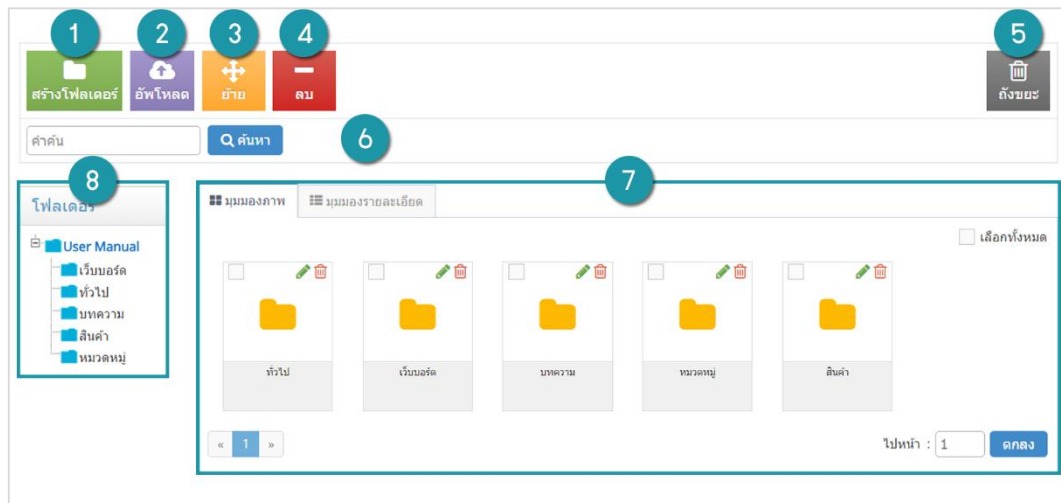 1 2 3 4 5
สร้างโฟลเดอร์ อัพโหลด ย้าย ลบ ถังขยะ
คำค้น ค้นหา 6
8 7
โฟลเดอร์ มุมมองภาพ มุมมองรายละเอียด
เลือกทั้งหมด
User Manual
เว็บบอร์ด
ทั่วไป
บทความ
สินค้า
หมวดหมู่
ทั่วไป เว็บบอร์ด บทความ หมวดหมู่ สินค้า
« 1 » ไปหน้า : 1 ตกลง